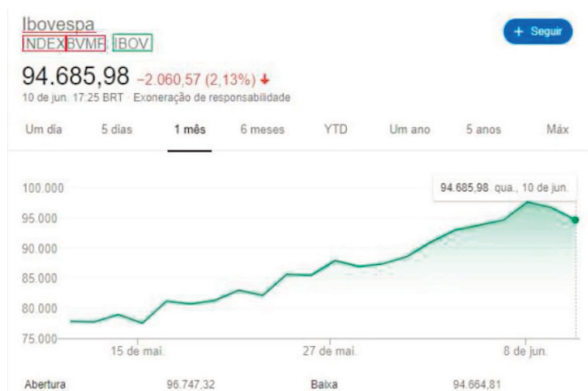 Ibovespa
INDEXBVMF: IBOV
+ Seguir
94.685,98 −2.060,57 (2,13%) ↓
10 de jun. 17:25 BRT · Exoneração de responsabilidade
Um dia 5 dias 1 mês 6 meses YTD Um ano 5 anos Máx
94.685,98 qua., 10 de jun.
100.000
95.000
90.000
85.000
80.000
75.000
15 de mai. 27 de mai. 8 de jun.
Abertura 96.747,32 Baixa 94.664,81